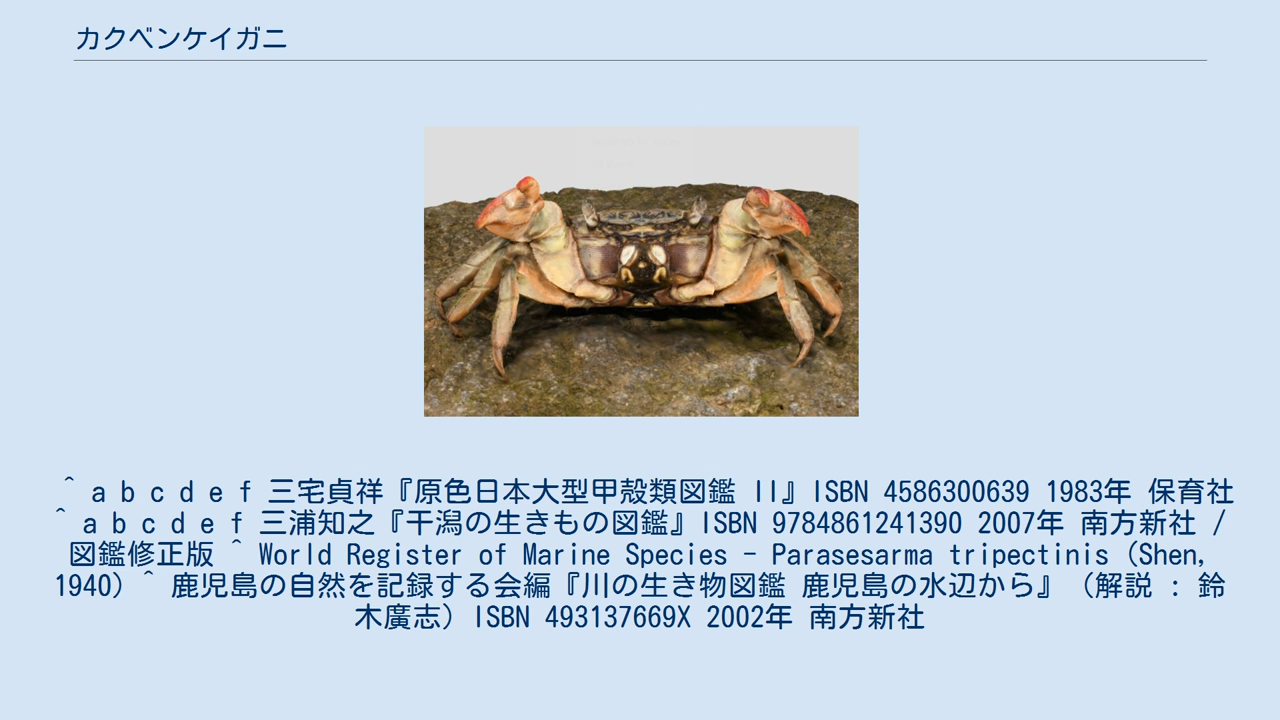 カクベンケイガニ
^ a b c d e f 三宅貞祥『原色日本大型甲殻類図鑑 II』ISBN 4586300639 1983年 保育社
^ a b c d e f 三浦知之『干潟の生きもの図鑑』ISBN 9784861241390 2007年 南方新社 /
図鑑修正版 ^ World Register of Marine Species - Parasesarma tripectinis (Shen,
1940) ^ 鹿児島の自然を記録する会編『川の生き物図鑑 鹿児島の水辺から』（解説 : 鈴
木廣志）ISBN 493137669X 2002年 南方新社